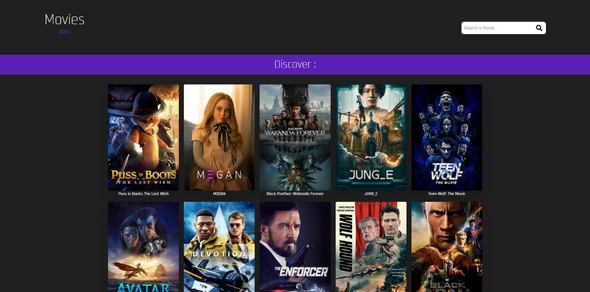 Movies
Search a Movie
Discover :
PUSS IN BOOTS
THE LAST WISH
M3GAN
WAKANDA FOREVER
JUNG_E
TEEN
WOLF
THE MOVIE
Puss in Boots: The Last Wish
M3GAN
Black Panther: Wakanda Forever
JUNG_E
Teen Wolf: The Movie
AVATAR
DEVOTION
THE ENFORCER
WOLF HOUND
BLACK